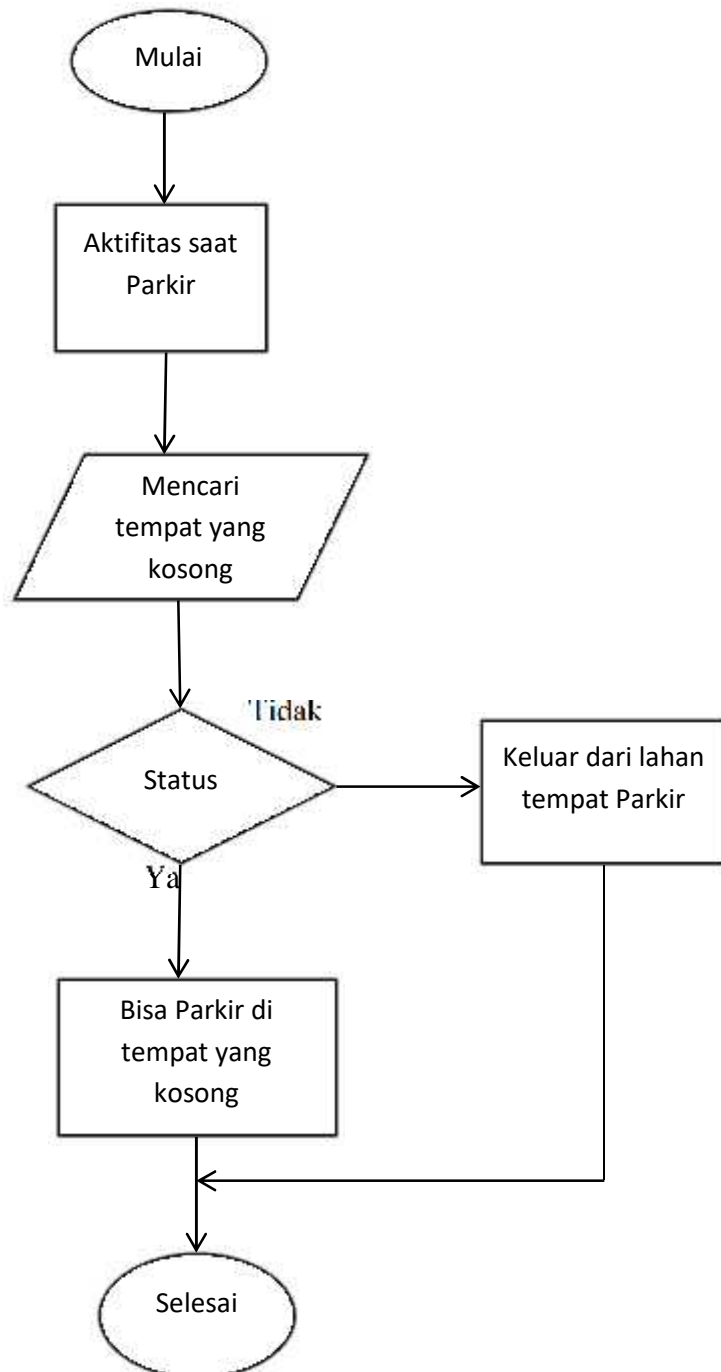 Mulai
Aktifitas saat
Parkir
Mencari
tempat yang
kosong
Tidak
Status
Keluar dari lahan
tempat Parkir
Ya
Bisa Parkir di
tempat yang
kosong
Selesai